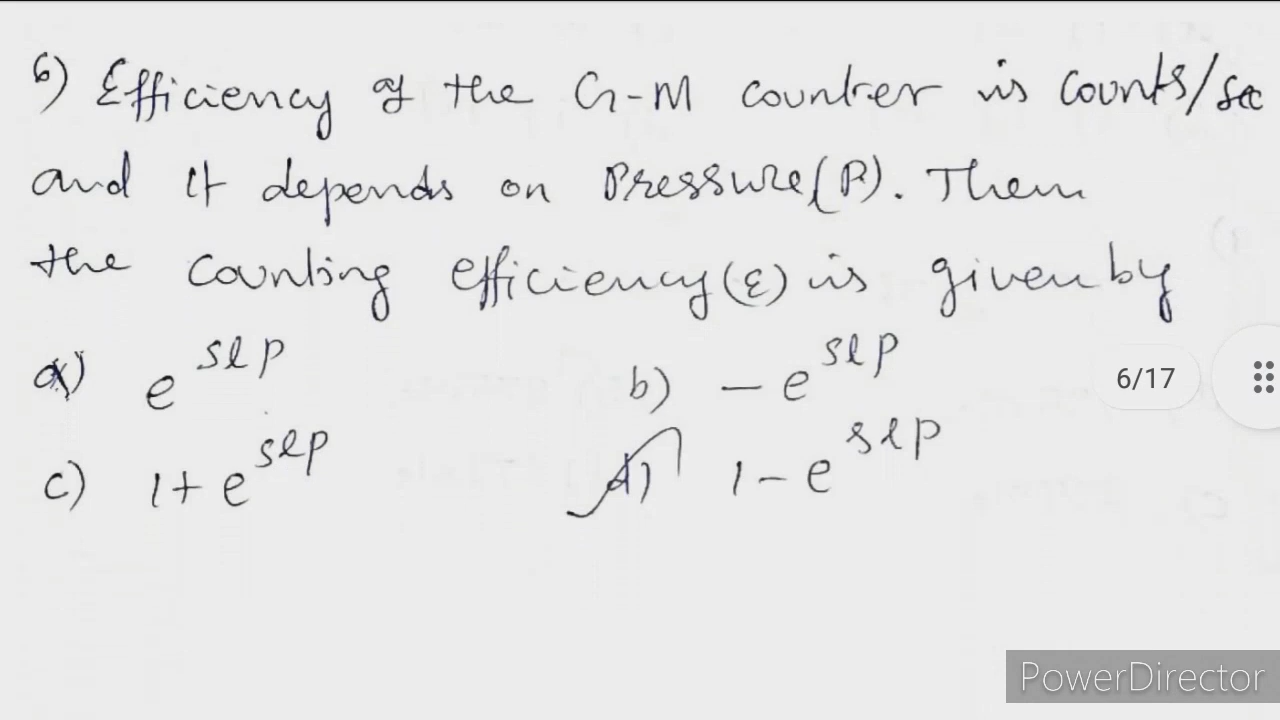 6) Efficiency of the G-M counter is counts/sec
and it depends on Pressure(P). Then
the counting efficiency(ε) is given by
a) e^slp b) - e^slp
6/17
c) 1 + e^slp d) 1 - e^slp
PowerDirector